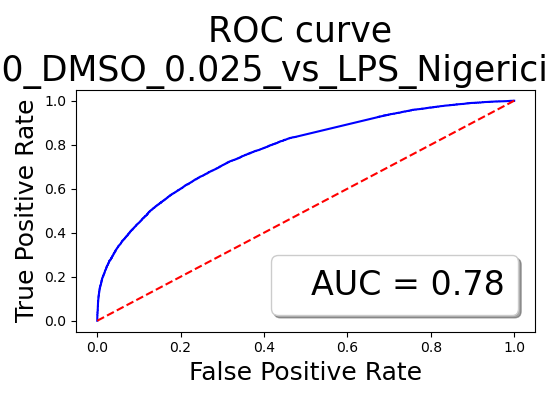 ROC curve
0_DMSO_0.025_vs_LPS_Nigerici
True Positive Rate
1.0
0.8
0.6
0.4
0.2
0.0
AUC = 0.78
0.0 0.2 0.4 0.6 0.8 1.0
False Positive Rate